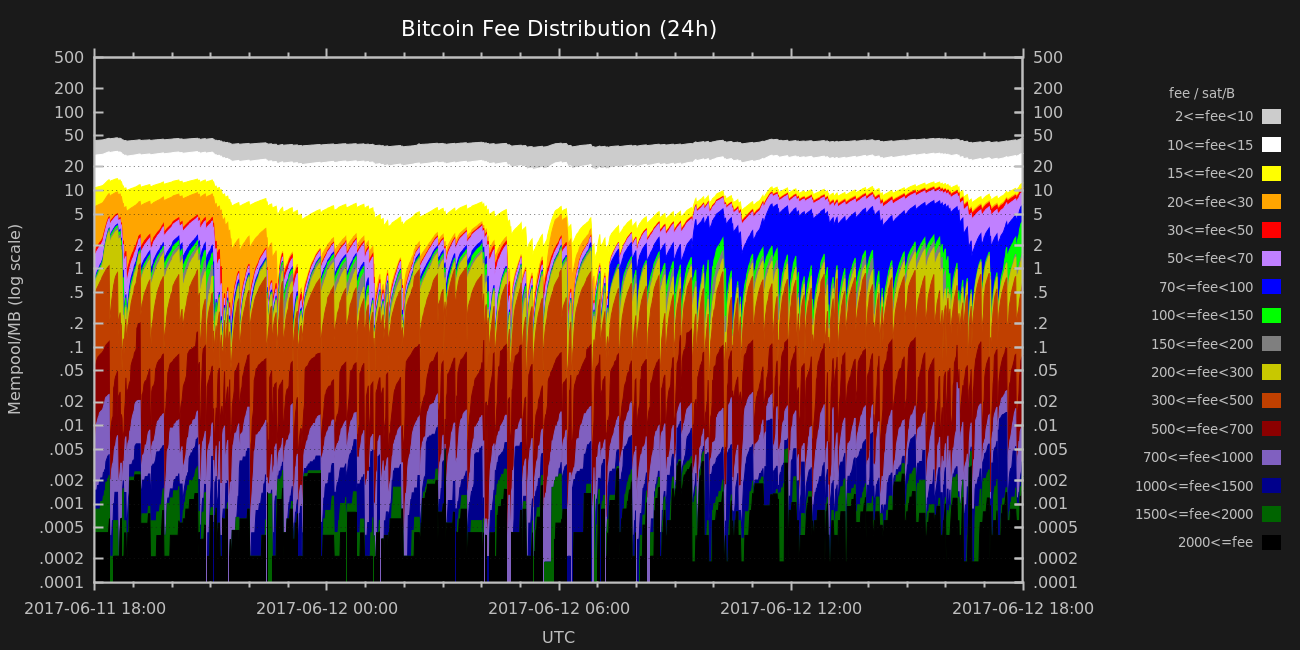 Bitcoin Fee Distribution (24h)
500
200
100
50
20
10
5
2
1
.5
.2
.1
.05
.02
.01
.005
.002
.001
.0005
.0002
.0001
Mempool/MB (log scale)
500
200
100
50
20
10
5
2
1
.5
.2
.1
.05
.02
.01
.005
.002
.001
.0005
.0002
.0001
2017-06-11 18:00
2017-06-12 00:00
2017-06-12 06:00
2017-06-12 12:00
2017-06-12 18:00
UTC
fee / sat/B
2<=fee<10
10<=fee<15
15<=fee<20
20<=fee<30
30<=fee<50
50<=fee<70
70<=fee<100
100<=fee<150
150<=fee<200
200<=fee<300
300<=fee<500
500<=fee<700
700<=fee<1000
1000<=fee<1500
1500<=fee<2000
2000<=fee